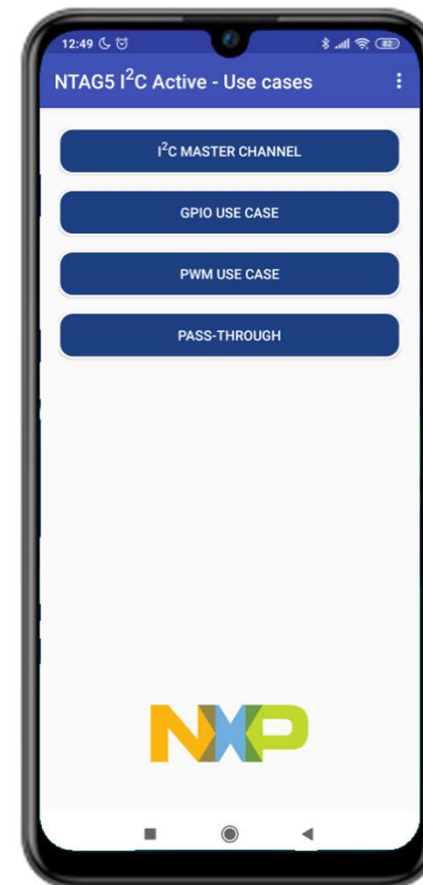 12:49
82
NTAG5 I²C Active - Use cases
I²C MASTER CHANNEL
GPIO USE CASE
PWM USE CASE
PASS-THROUGH
NXP